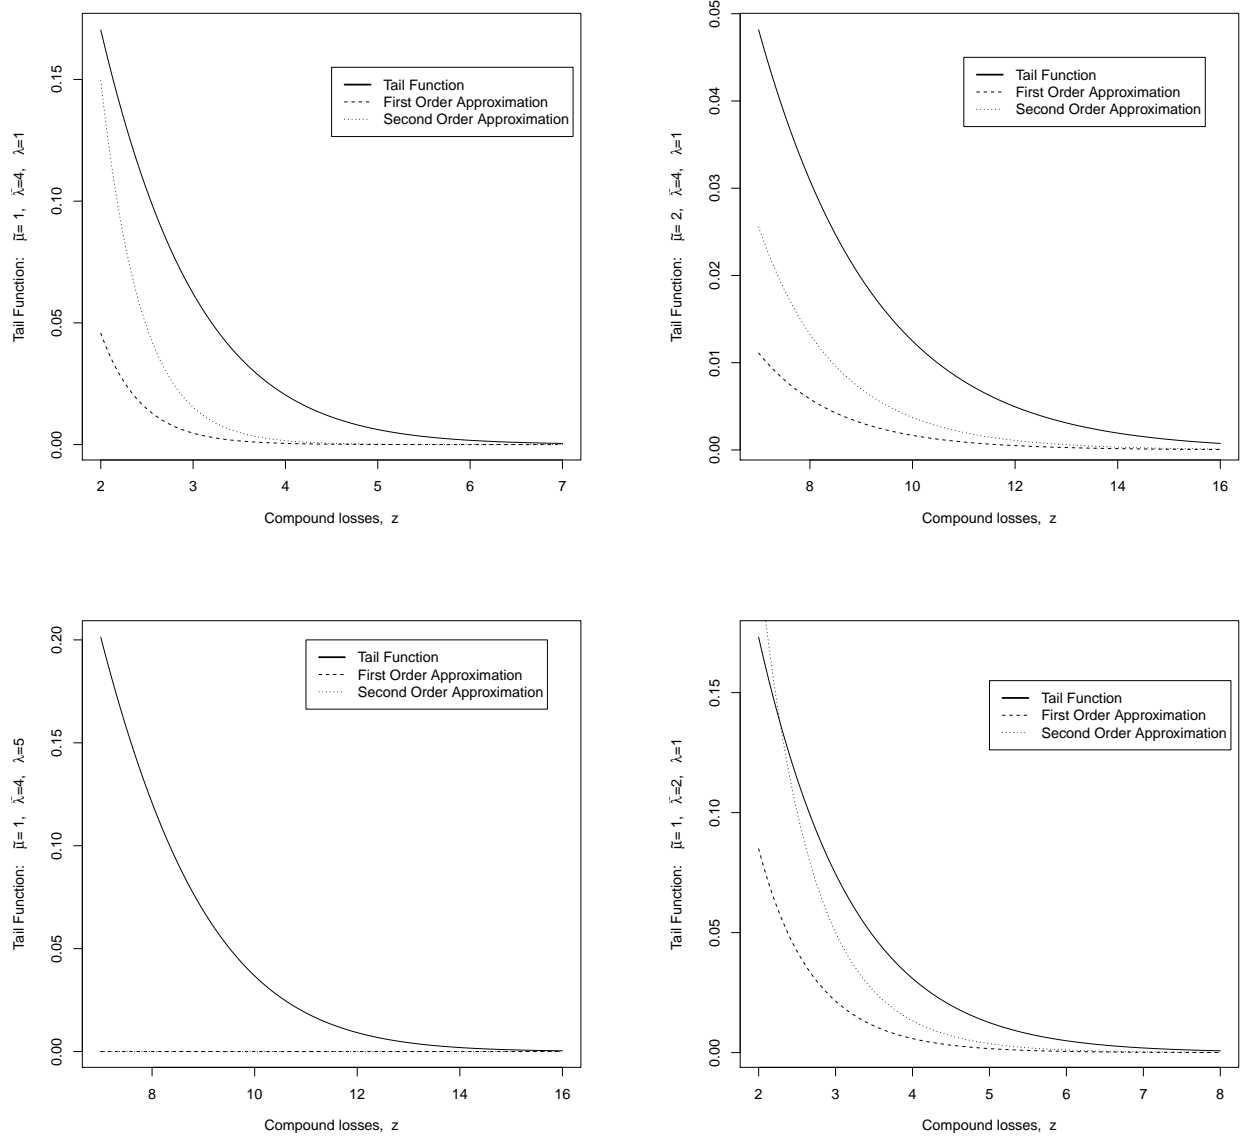 Tail Function: μ̃= 1, λ̃=4, λ=1
0.15
0.10
0.05
0.00
Tail Function
First Order Approximation
Second Order Approximation
2 3 4 5 6 7
Compound losses, z
Tail Function: μ̃= 2, λ̃=4, λ=1
0.05
0.04
0.03
0.02
0.01
0.00
Tail Function
First Order Approximation
Second Order Approximation
8 10 12 14 16
Compound losses, z
Tail Function: μ̃= 1, λ̃=4, λ=5
0.20
0.15
0.10
0.05
0.00
Tail Function
First Order Approximation
Second Order Approximation
8 10 12 14 16
Compound losses, z
Tail Function: μ̃= 1, λ̃=2, λ=1
0.15
0.10
0.05
0.00
Tail Function
First Order Approximation
Second Order Approximation
2 3 4 5 6 7 8
Compound losses, z